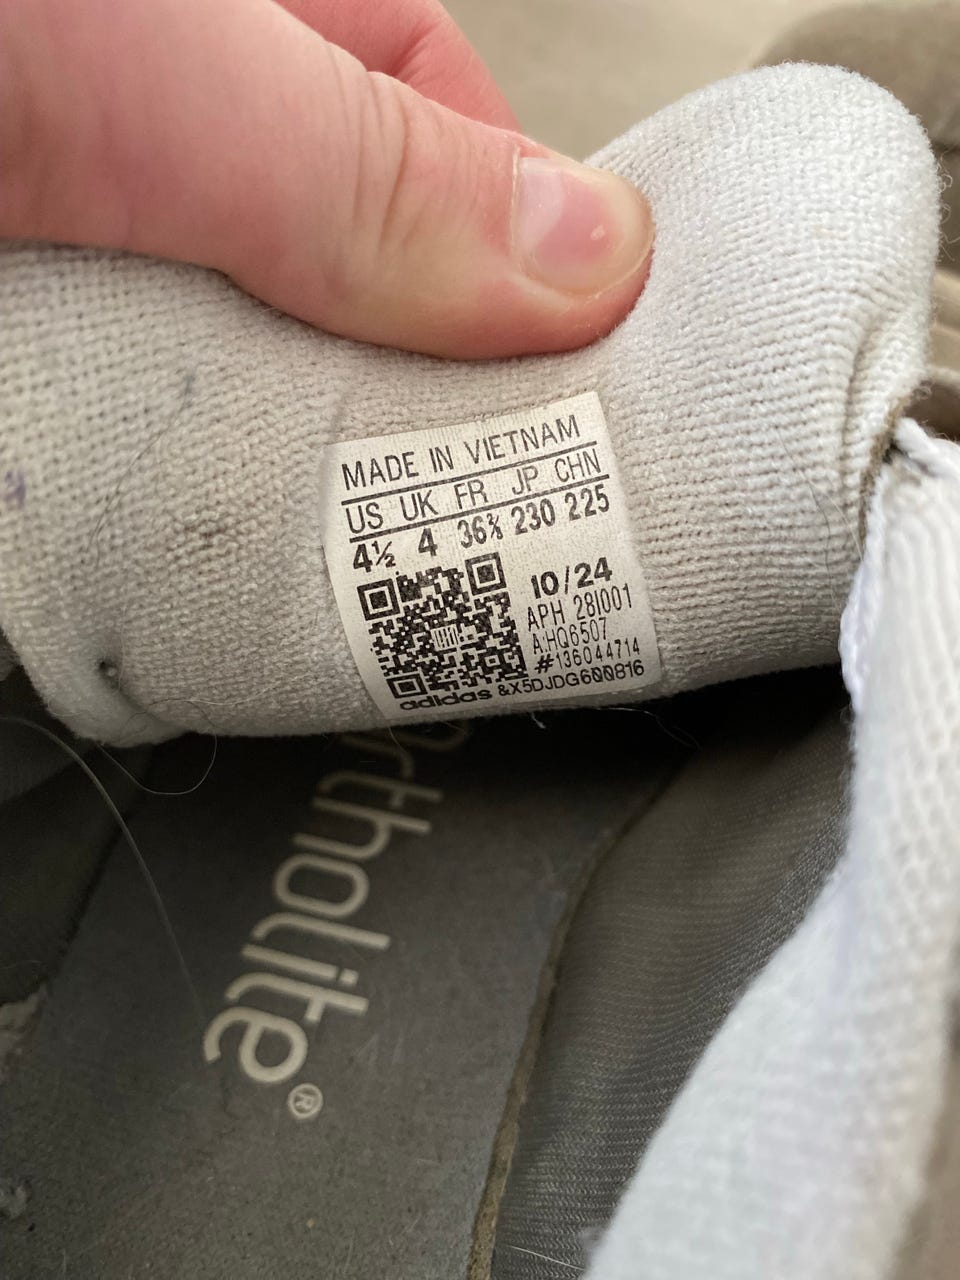 MADE IN VIETNAM
US UK FR JP CHN
4½ 4 36⅔ 230 225
10/24
APH 28I001
A:HQ6507
#136044714
adidas &X5DJDG600816
ortholite®